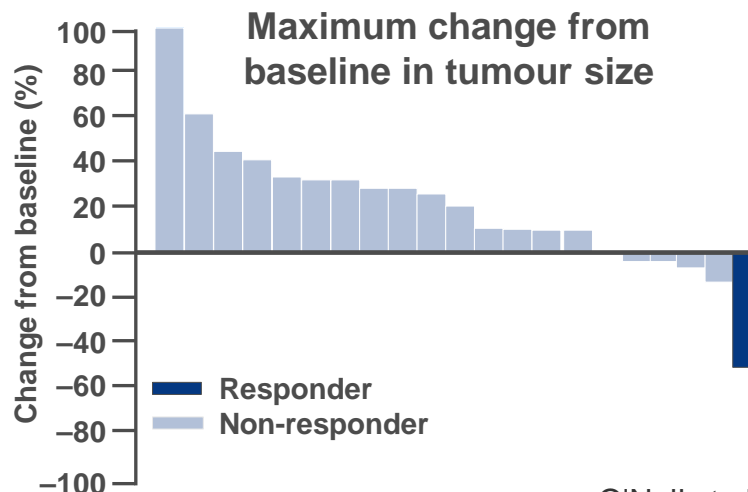 Maximum change from
baseline in tumour size
Change from baseline (%)
100
80
60
40
20
0
–20
–40
–60
–80
–100
Responder
Non-responder